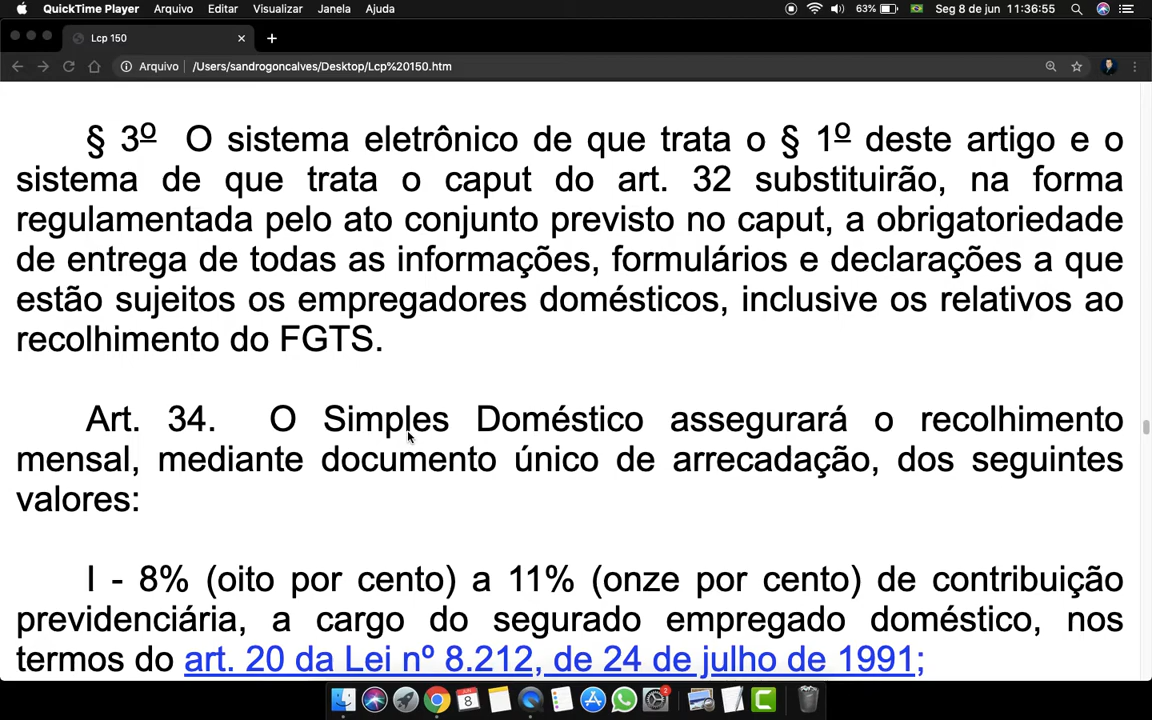 QuickTime Player Arquivo Editar Visualizar Janela Ajuda 63% Seg 8 de jun 11:36:55
Lcp 150
Arquivo /Users/sandrogoncalves/Desktop/Lcp%20150.htm
§ 3º O sistema eletrônico de que trata o § 1º deste artigo e o
sistema de que trata o caput do art. 32 substituirão, na forma
regulamentada pelo ato conjunto previsto no caput, a obrigatoriedade
de entrega de todas as informações, formulários e declarações a que
estão sujeitos os empregadores domésticos, inclusive os relativos ao
recolhimento do FGTS.
Art. 34. O Simples Doméstico assegurará o recolhimento
mensal, mediante documento único de arrecadação, dos seguintes
valores:
I - 8% (oito por cento) a 11% (onze por cento) de contribuição
previdenciária, a cargo do segurado empregado doméstico, nos
termos do art. 20 da Lei nº 8.212, de 24 de julho de 1991;
8
2